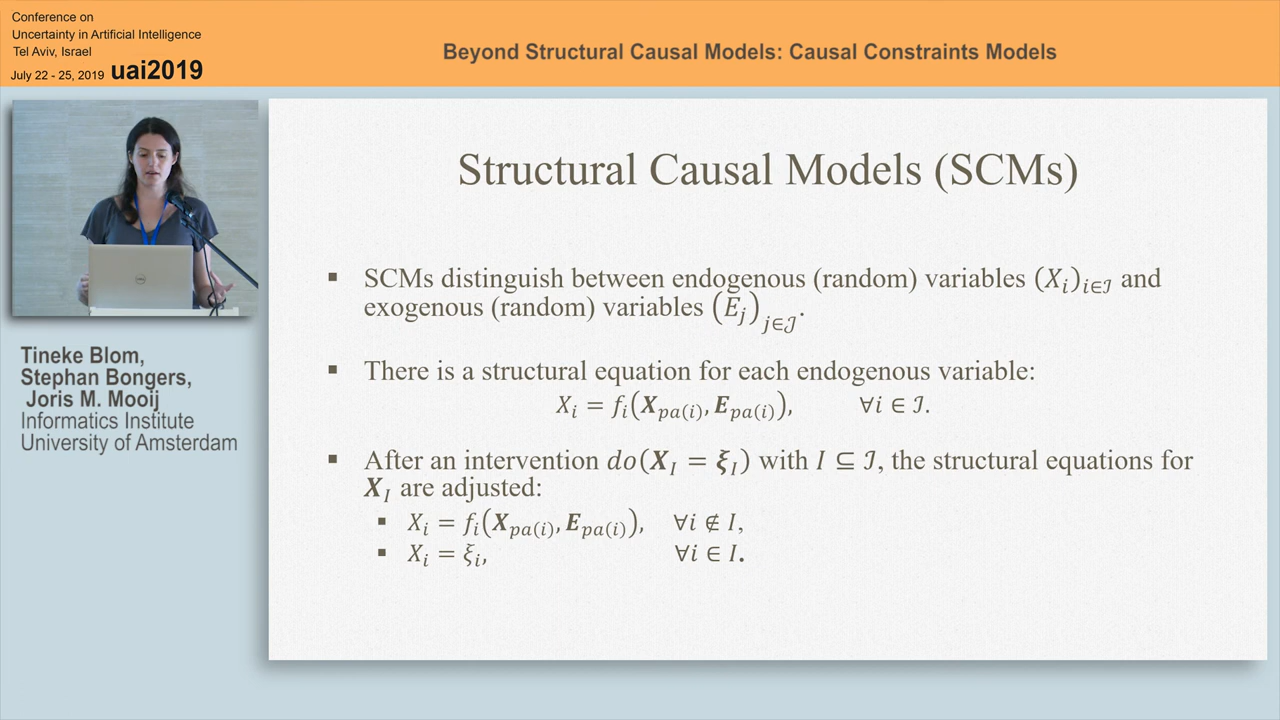 Conference on
Uncertainty in Artificial Intelligence
Tel Aviv, Israel
July 22 - 25, 2019 uai2019
Beyond Structural Causal Models: Causal Constraints Models
Tineke Blom,
Stephan Bongers,
Joris M. Mooij
Informatics Institute
University of Amsterdam
Structural Causal Models (SCMs)
▪ SCMs distinguish between endogenous (random) variables (X_i)_{i∈ℐ} and
exogenous (random) variables (E_j)_{j∈𝒥}.
▪ There is a structural equation for each endogenous variable:
X_i = f_i(X_{pa(i)}, E_{pa(i)}), ∀i ∈ ℐ.
▪ After an intervention do(X_I = ξ_I) with I ⊆ ℐ, the structural equations for
X_I are adjusted:
▪ X_i = f_i(X_{pa(i)}, E_{pa(i)}), ∀i ∉ I,
▪ X_i = ξ_i, ∀i ∈ I.